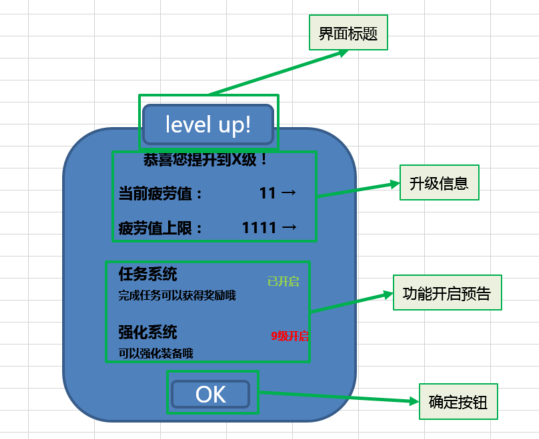 界面标题
level up!
恭喜您提升到X级！
当前疲劳值： 11 →
升级信息
疲劳值上限： 1111 →
任务系统 已开启
完成任务可以获得奖励哦
功能开启预告
强化系统 9级开启
可以强化装备哦
OK
确定按钮